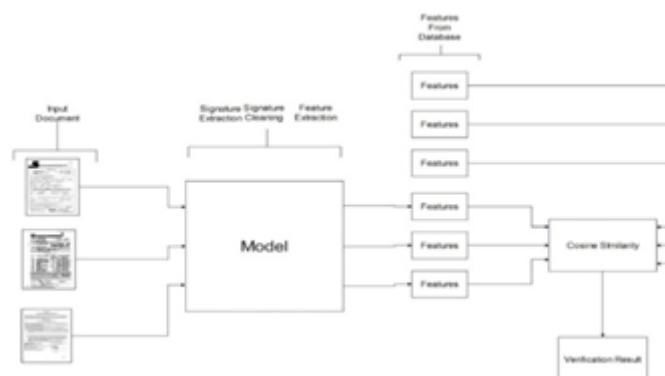 Features
From
Database
Features
Input
Document
Signature Signature Feature
Extraction Cleaning Extraction
Features
Features
Features
Model
Features
Cosine Similarity
Features
Verification Result